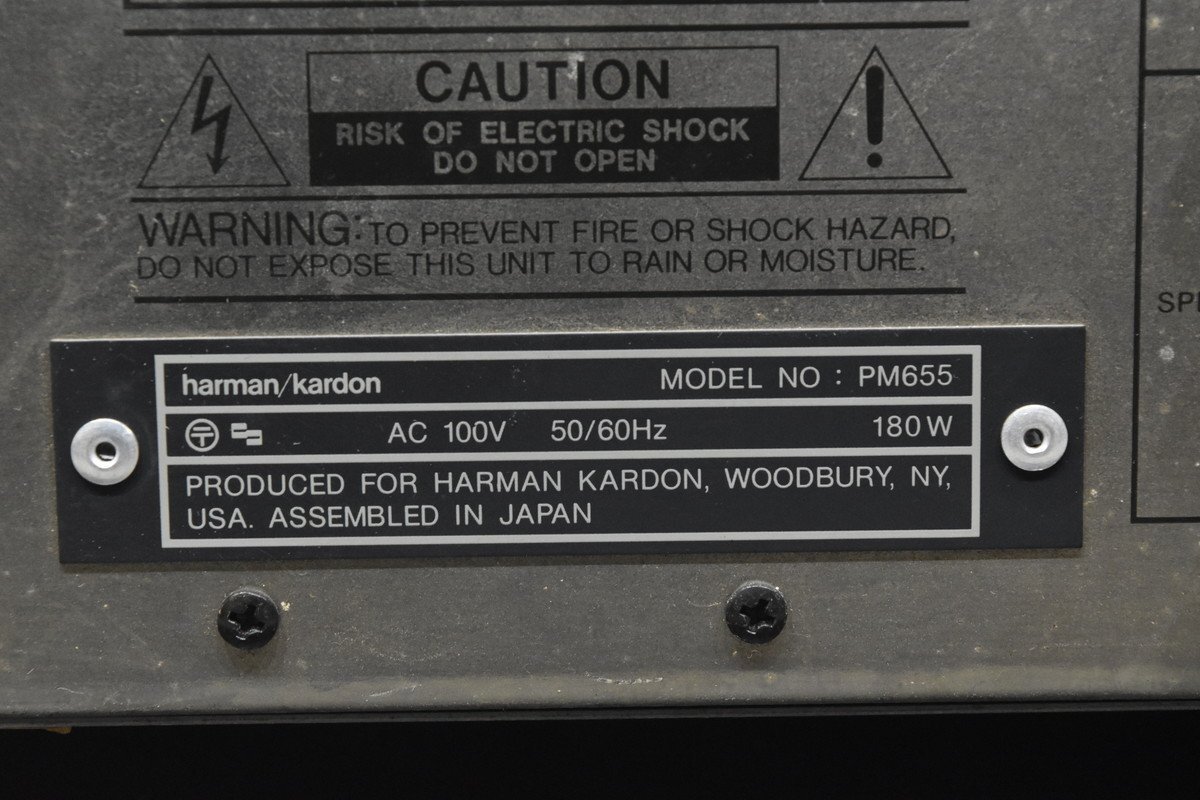 CAUTION
RISK OF ELECTRIC SHOCK
DO NOT OPEN
WARNING: TO PREVENT FIRE OR SHOCK HAZARD,
DO NOT EXPOSE THIS UNIT TO RAIN OR MOISTURE.
harman/kardon MODEL NO : PM655
AC 100V 50/60Hz 180W
PRODUCED FOR HARMAN KARDON, WOODBURY, NY,
USA. ASSEMBLED IN JAPAN